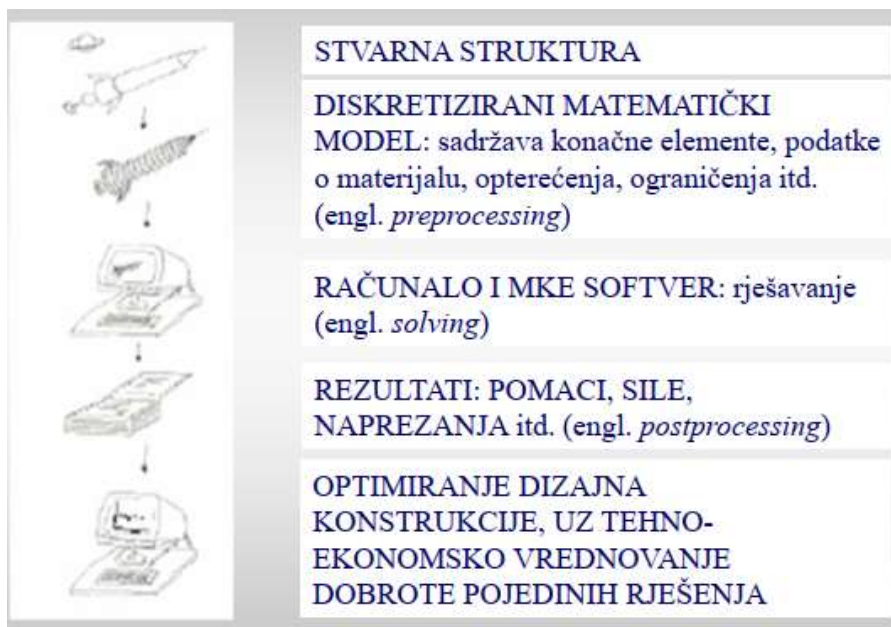 STVARNA STRUKTURA
DISKRETIZIRANI MATEMATIČKI
MODEL: sadržava konačne elemente, podatke
o materijalu, opterećenja, ograničenja itd.
(engl. preprocessing)
RAČUNALO I MKE SOFTVER: rješavanje
(engl. solving)
REZULTATI: POMACI, SILE,
NAPREZANJA itd. (engl. postprocessing)
OPTIMIRANJE DIZAJNA
KONSTRUKCIJE, UZ TEHNO-
EKONOMSKO VREDNOVANJE
DOBROTE POJEDINIH RJEŠENJA